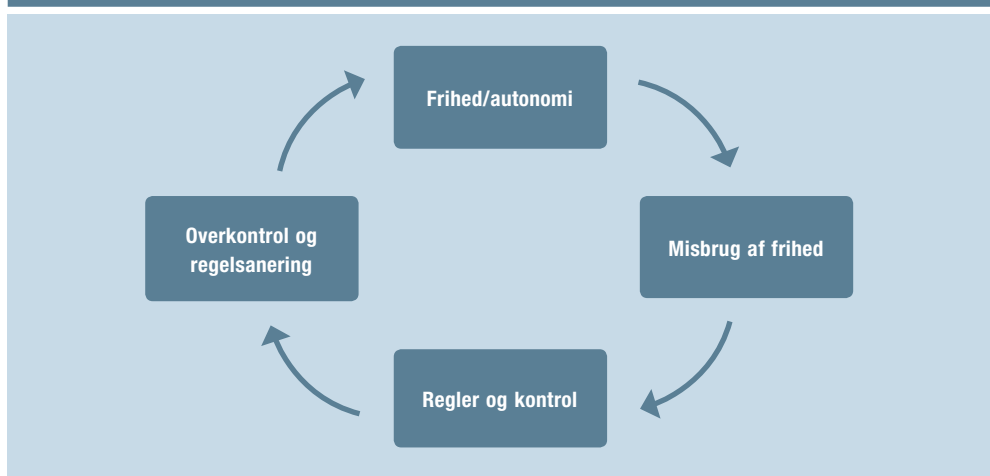 Frihed/autonomi
Misbrug af frihed
Regler og kontrol
Overkontrol og
regelsanering